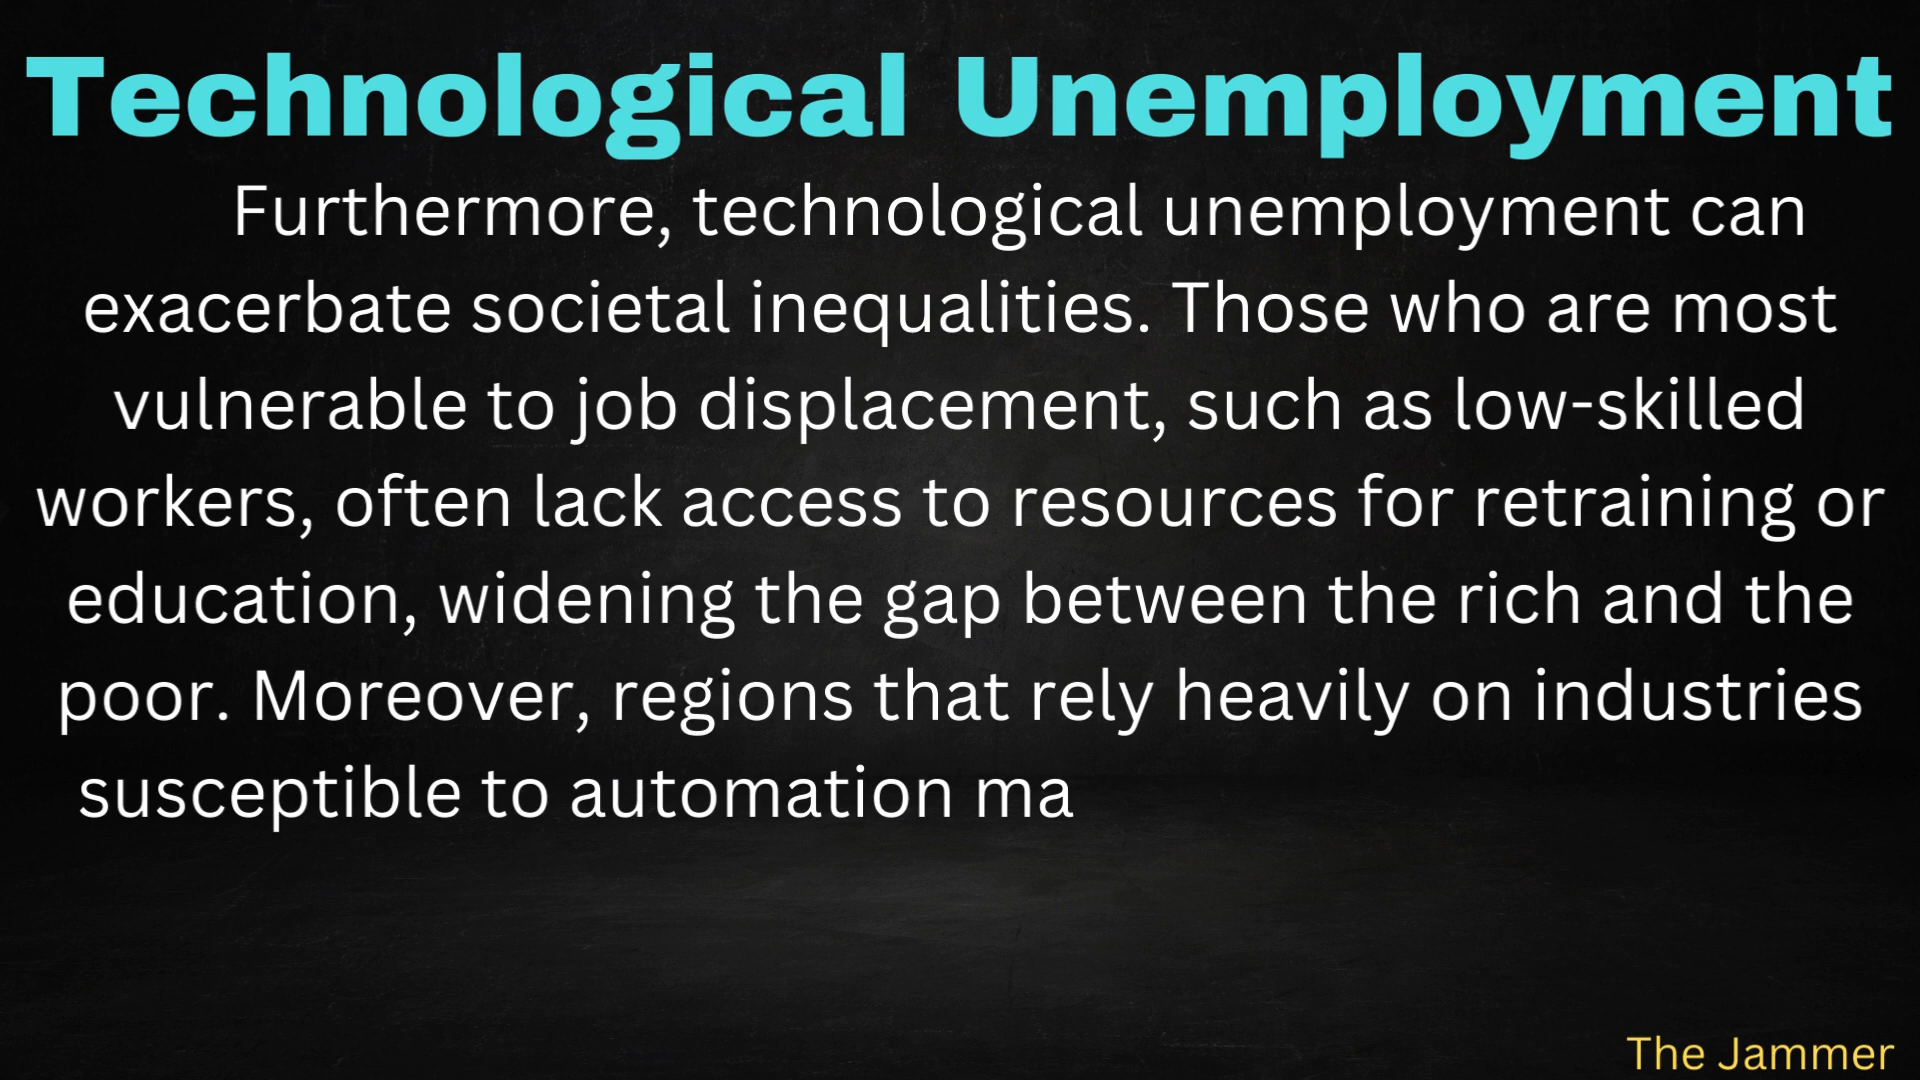 Technological Unemployment
Furthermore, technological unemployment can
exacerbate societal inequalities. Those who are most
vulnerable to job displacement, such as low-skilled
workers, often lack access to resources for retraining or
education, widening the gap between the rich and the
poor. Moreover, regions that rely heavily on industries
susceptible to automation ma
The Jammer